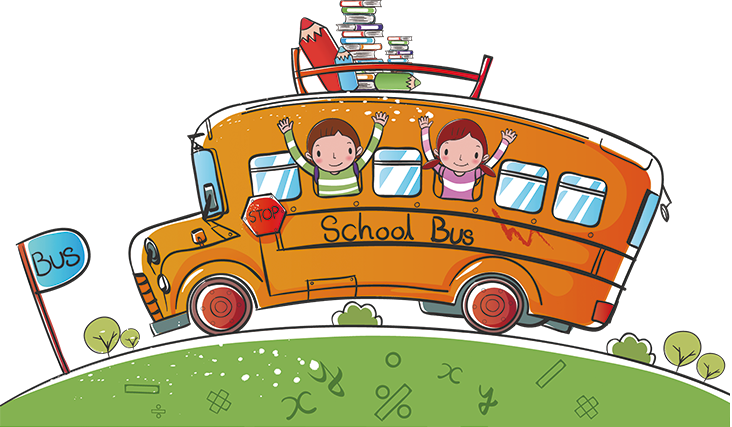 STOP
School Bus
Bus
x
÷ x % y